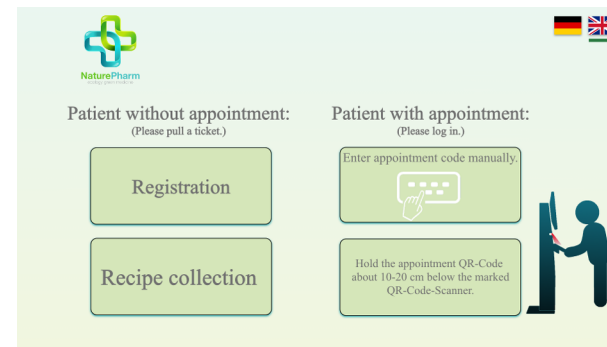 NaturePharm
Patient without appointment:
(Please pull a ticket.)
Registration
Recipe collection
Patient with appointment:
(Please log in.)
Enter appointment code manually.
Hold the appointment QR-Code
about 10-20 cm below the marked
QR-Code-Scanner.